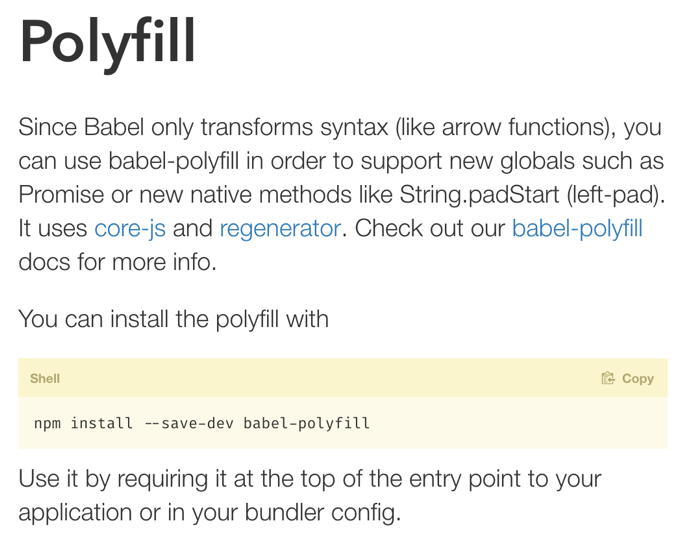 Polyfill
Since Babel only transforms syntax (like arrow functions), you
can use babel-polyfill in order to support new globals such as
Promise or new native methods like String.padStart (left-pad).
It uses core-js and regenerator. Check out our babel-polyfill
docs for more info.
You can install the polyfill with
Shell Copy
npm install --save-dev babel-polyfill
Use it by requiring it at the top of the entry point to your
application or in your bundler config.